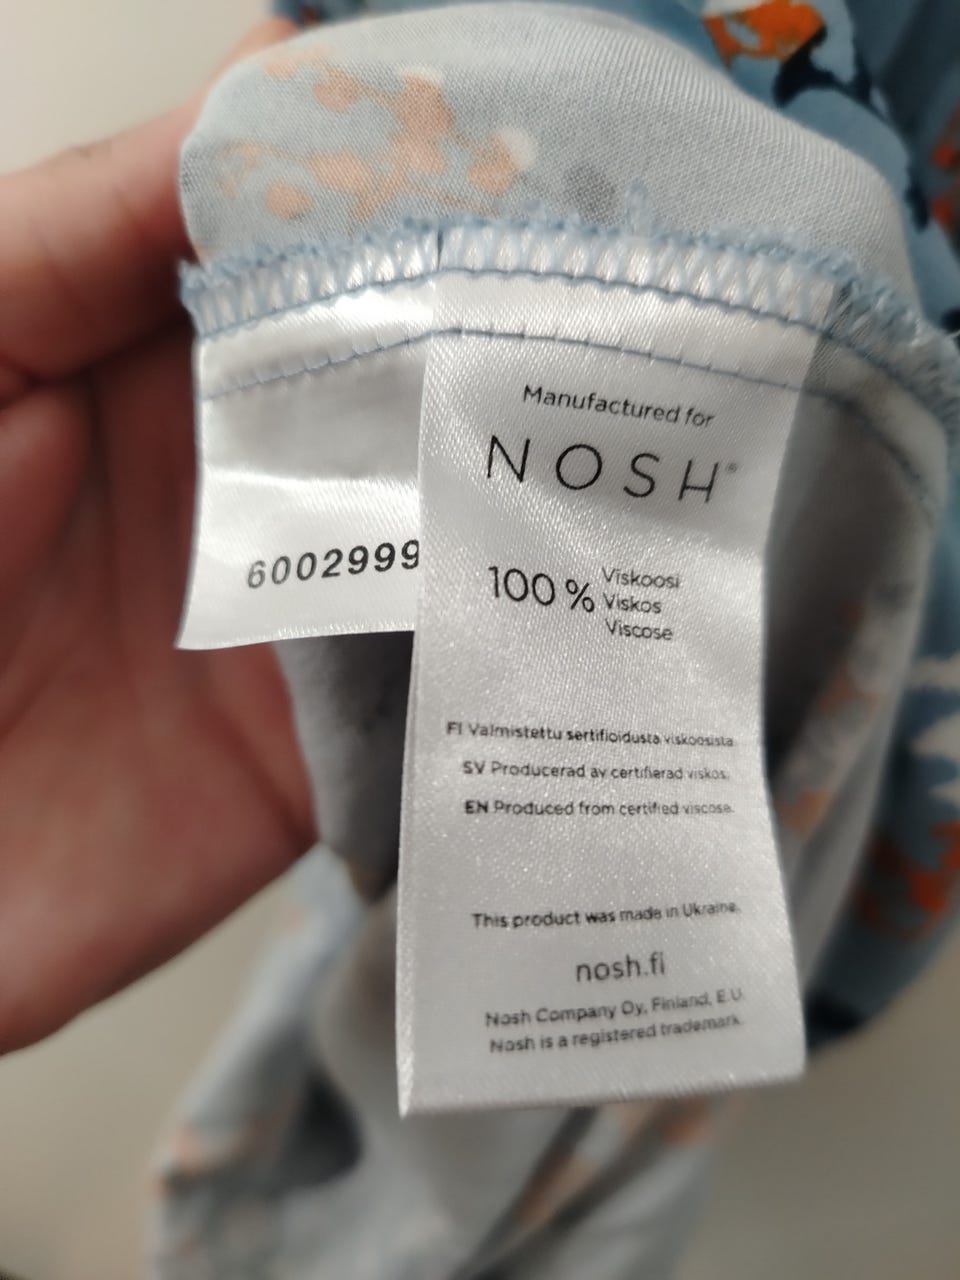 Manufactured for
NOSH®
100 % Viskoosi
Viskos
Viscose
FI Valmistettu sertifioidusta viskoosista.
SV Producerad av certifierad viskos.
EN Produced from certified viscose.
This product was made in Ukraine.
nosh.fi
Nosh Company Oy, Finland, E.U.
Nosh is a registered trademark.
6002999